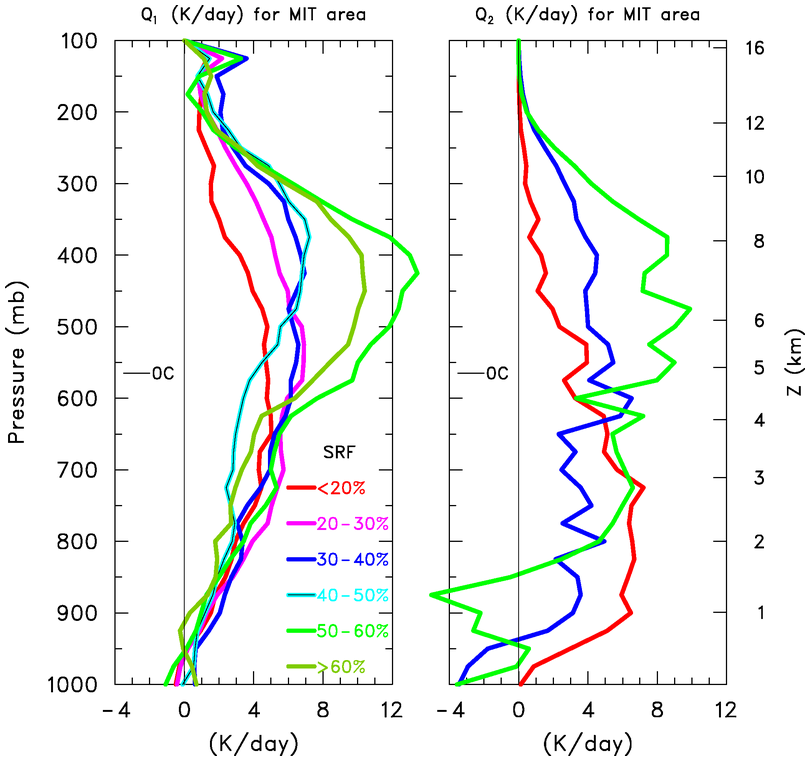 Q₁ (K/day) for MIT area
Q₂ (K/day) for MIT area
100
200
300
400
500
600
700
800
900
1000
Pressure (mb)
0C
SRF
<20%
20-30%
30-40%
40-50%
50-60%
>60%
-4 0 4 8 12
(K/day)
0C
-4 0 4 8 12
(K/day)
16
12
10
8
6
5
4
3
2
1
Z (km)